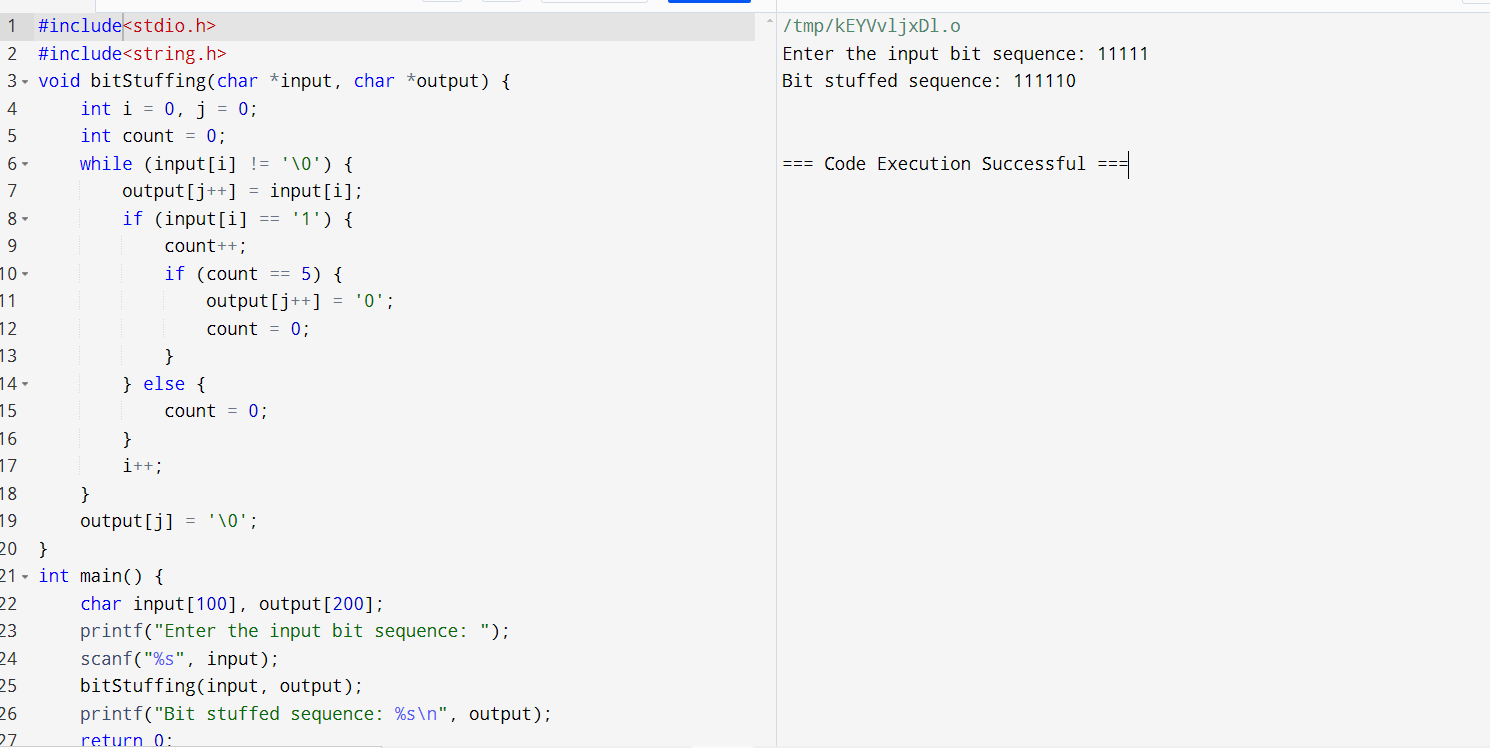 1 #include<stdio.h>
2 #include<string.h>
3 void bitStuffing(char *input, char *output) {
4     int i = 0, j = 0;
5     int count = 0;
6     while (input[i] != '\0') {
7         output[j++] = input[i];
8         if (input[i] == '1') {
9             count++;
10             if (count == 5) {
11                 output[j++] = '0';
12                 count = 0;
13             }
14         } else {
15             count = 0;
16         }
17         i++;
18     }
19     output[j] = '\0';
20 }
21 int main() {
22     char input[100], output[200];
23     printf("Enter the input bit sequence: ");
24     scanf("%s", input);
25     bitStuffing(input, output);
26     printf("Bit stuffed sequence: %s\n", output);
27     return 0;
/tmp/kEYVvljxDl.o
Enter the input bit sequence: 11111
Bit stuffed sequence: 111110
=== Code Execution Successful ===